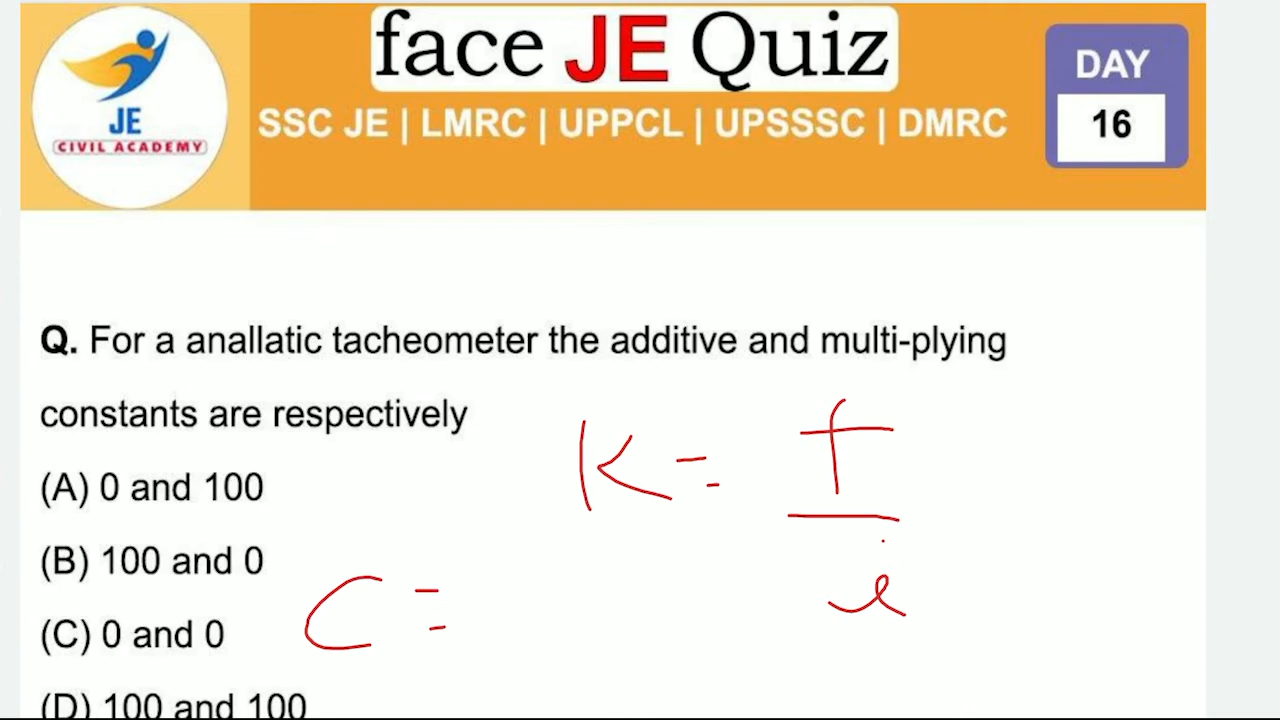 face JE Quiz
DAY
16
JE
CIVIL ACADEMY
SSC JE | LMRC | UPPCL | UPSSSC | DMRC
Q. For a anallatic tacheometer the additive and multi-plying
constants are respectively
K = f / i
(A) 0 and 100
(B) 100 and 0
C =
(C) 0 and 0
(D) 100 and 100